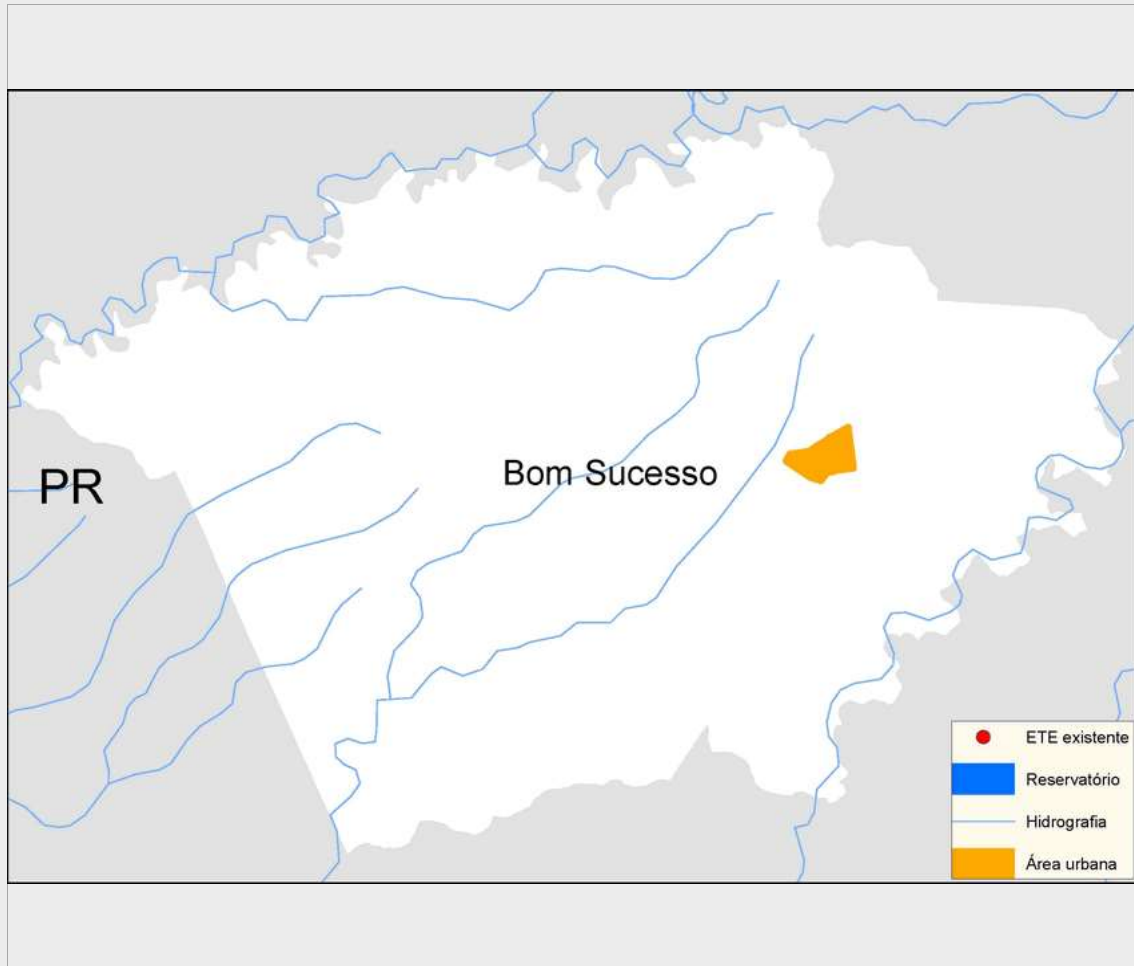 PR
Bom Sucesso
ETE existente
Reservatório
Hidrografia
Área urbana